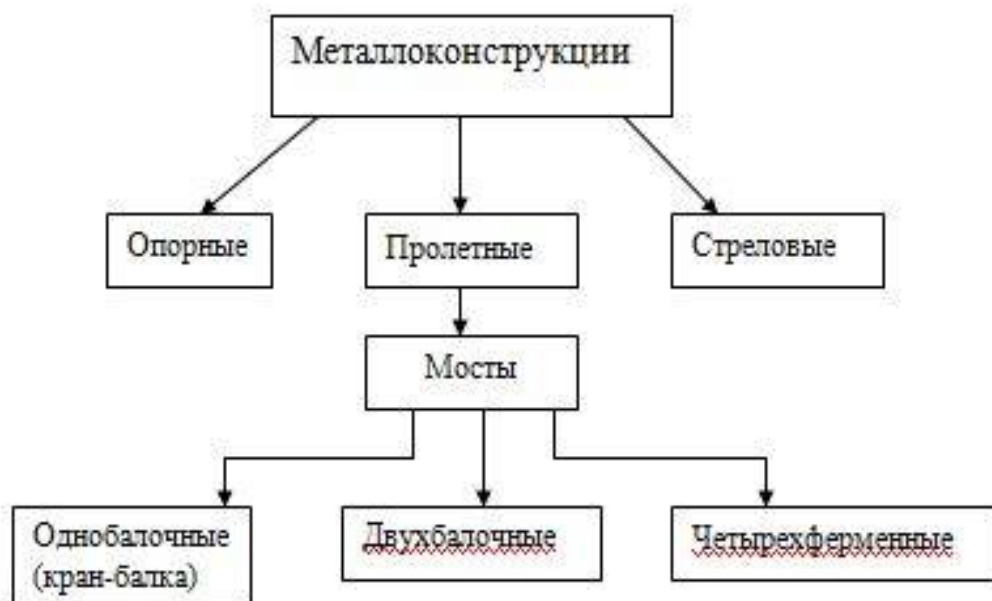 Металлоконструкции
Опорные
Пролетные
Стреловые
Мосты
Однобалочные
(кран-балка)
Двухбалочные
Четырехферменные